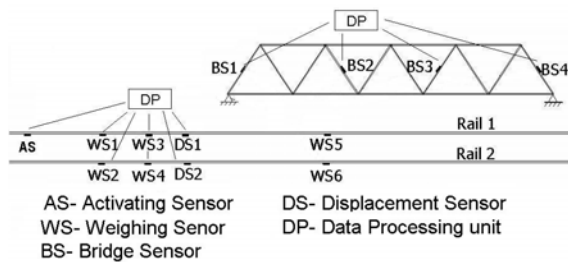 DP
BS1 BS2 BS3 BS4
DP
Rail 1
AS WS1 WS3 DS1 WS5
Rail 2
WS2 WS4 DS2 WS6
AS- Activating Sensor DS- Displacement Sensor
WS- Weighing Senor DP- Data Processing unit
BS- Bridge Sensor